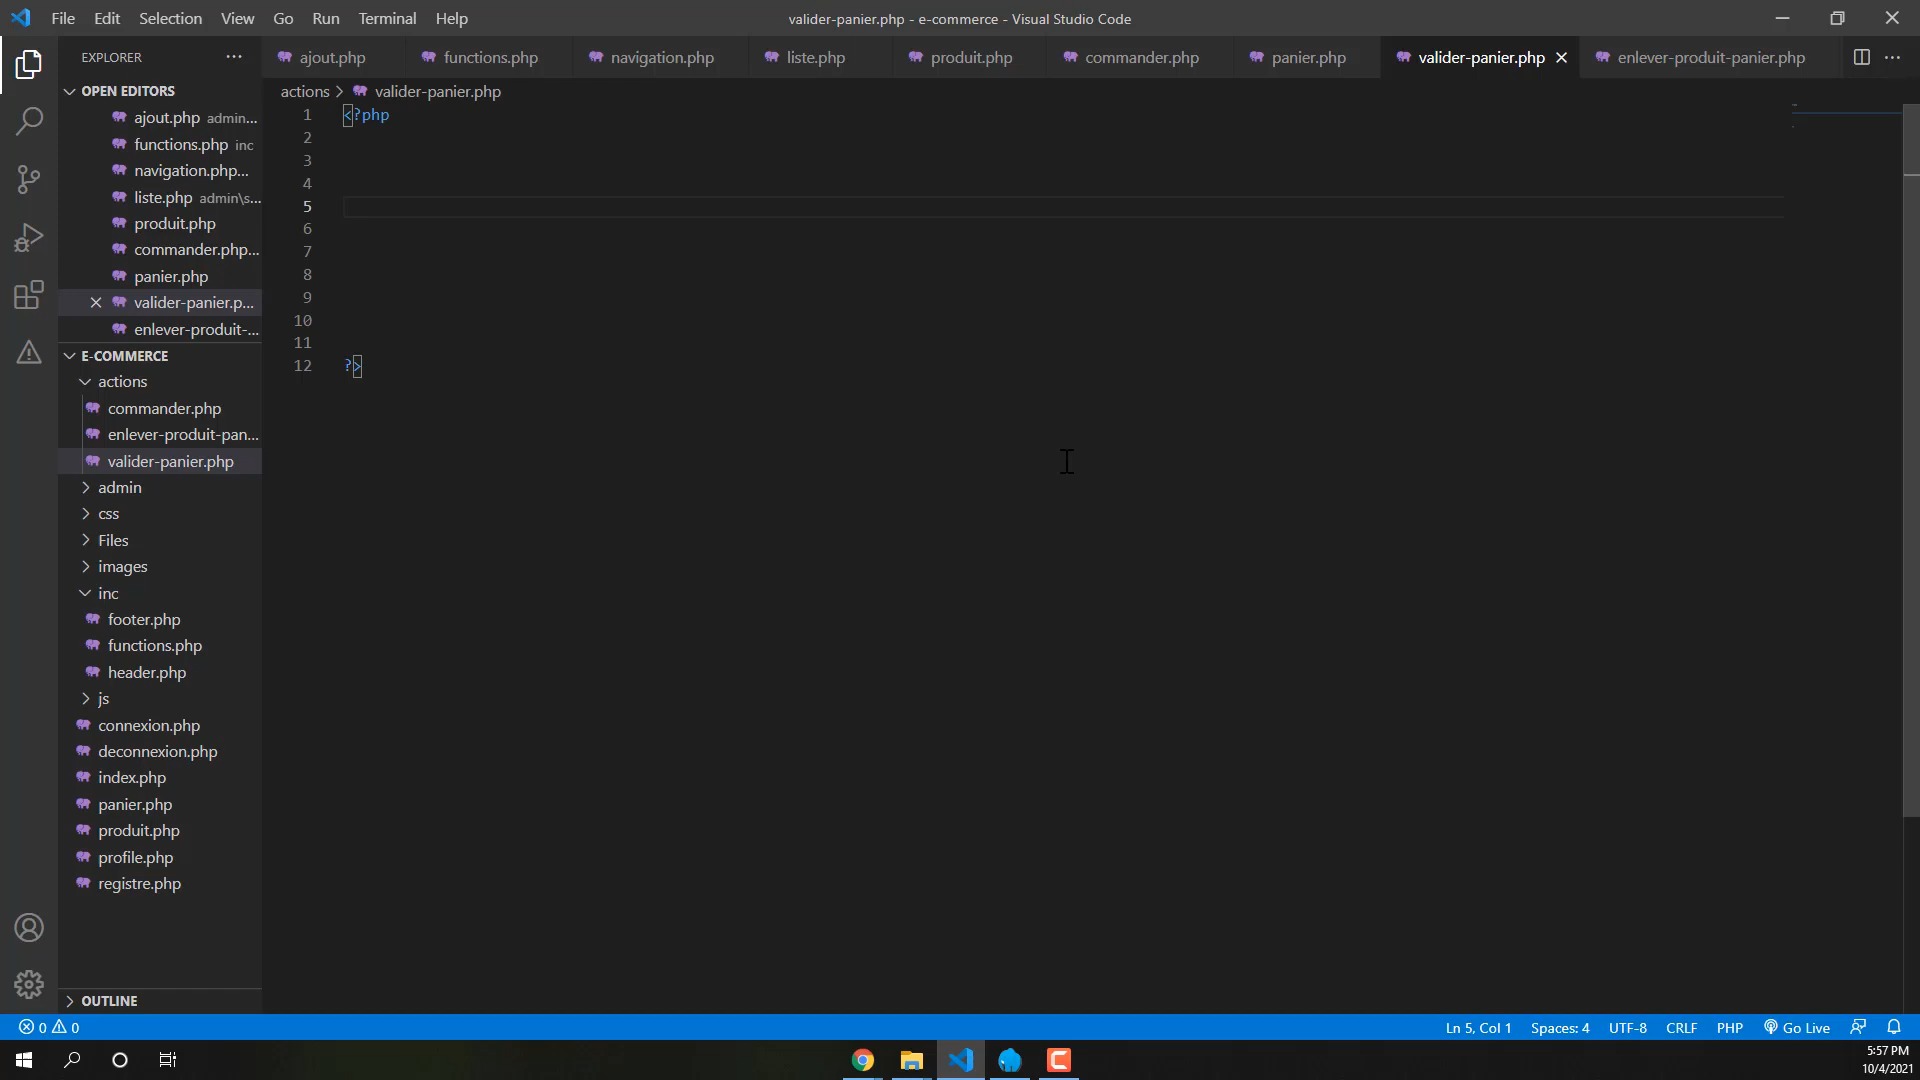 File Edit Selection View Go Run Terminal Help
valider-panier.php - e-commerce - Visual Studio Code
EXPLORER
ajout.php functions.php navigation.php liste.php produit.php commander.php panier.php valider-panier.php enlever-produit-panier.php
OPEN EDITORS
ajout.php admin...
functions.php inc
navigation.php...
liste.php admin\s...
produit.php
commander.php...
panier.php
valider-panier.p...
enlever-produit-...
E-COMMERCE
actions
commander.php
enlever-produit-pan...
valider-panier.php
admin
css
Files
images
inc
footer.php
functions.php
header.php
js
connexion.php
deconnexion.php
index.php
panier.php
produit.php
profile.php
registre.php
OUTLINE
actions > valider-panier.php
1 <?php
2
3
4
5
6
7
8
9
10
11
12 ?>
0 0
Ln 5, Col 1 Spaces: 4 UTF-8 CRLF PHP Go Live
5:57 PM
10/4/2021